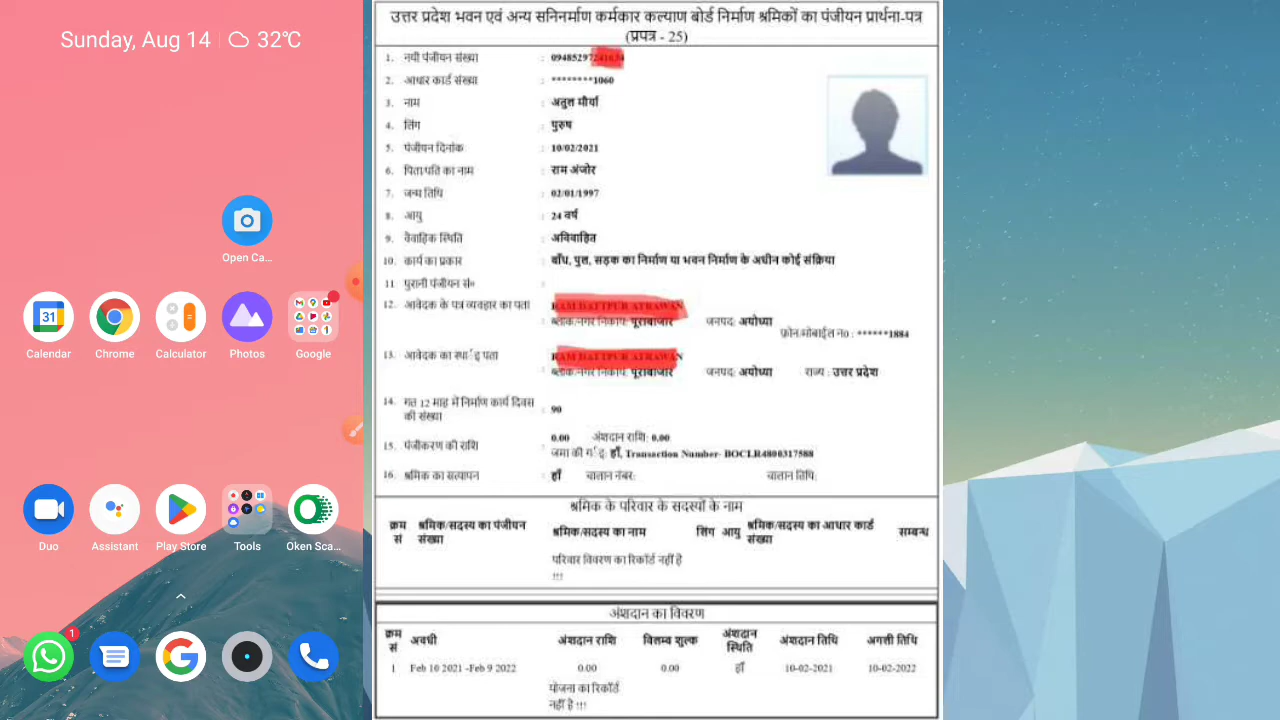 Sunday, Aug 14 32°C
Open Ca...
31
Calendar
Chrome
Calculator
Photos
Google
Duo
Assistant
Play Store
Tools
Oken Sca...
1
उत्तर प्रदेश भवन एवं अन्य सन्निर्माण कर्मकार कल्याण बोर्ड निर्माण श्रमिकों का पंजीयन प्रार्थना-पत्र
(प्रपत्र - 25)
1. नयी पंजीयन संख्या : 09485297
2. आधार कार्ड संख्या : ********1060
3. नाम : अतुल मौर्या
4. लिंग : पुरुष
5. पंजीयन दिनांक : 10/02/2021
6. पिता/पति का नाम : राम अंजोर
7. जन्म तिथि : 02/01/1997
8. आयु : 24 वर्ष
9. वैवाहिक स्थिति : अविवाहित
10. कार्य का प्रकार : बाँध, पुल, सड़क का निर्माण या भवन निर्माण के अधीन कोई संक्रिया
11. पुरानी पंजीयन सं० :
12. आवेदक के पत्र व्यवहार का पता :
ब्लाक/नगर निकाय: पूराबाजार जनपद: अयोध्या
फ़ोन/मोबाईल न0 : ******1884
13. आवेदक का पता :
ब्लाक/नगर निकाय: पूराबाजार जनपद: अयोध्या राज्य : उत्तर प्रदेश
14. गत 12 माह में निर्माण कार्य दिवस
की संख्या : 90
15. पंजीकरण की राशि : 0.00 अंशदान राशि: 0.00
जमा की हाँ, Transaction Number- BOCLR4800317588
16. श्रमिक का सत्यापन : हाँ चालान नंबर: चालान तिथि:
श्रमिक के परिवार के सदस्यों के नाम
क्रम सं श्रमिक/सदस्य का पंजीयन संख्या श्रमिक/सदस्य का नाम लिंग आयु श्रमिक/सदस्य का आधार कार्ड संख्या सम्बन्ध
परिवार विवरण का रिकॉर्ड नहीं है
!!!
अंशदान का विवरण
क्रम सं अवधी अंशदान राशि विलम्ब शुल्क अंशदान स्थिति अंशदान तिथि अगली तिथि
1 Feb 10 2021 -Feb 9 2022 0.00 0.00 हाँ 10-02-2021 10-02-2022
योजना का रिकॉर्ड
नहीं है !!!